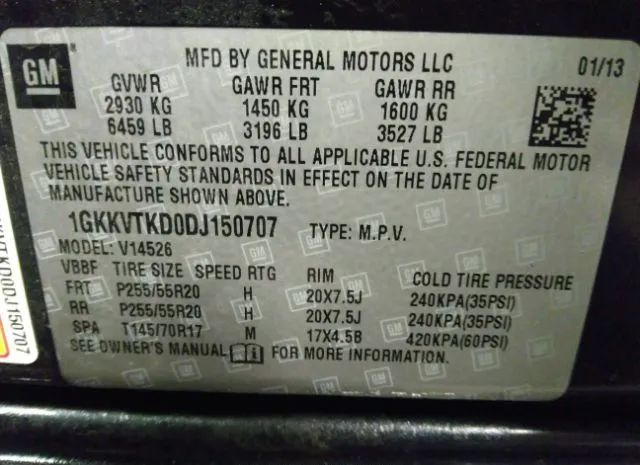 GM
MFD BY GENERAL MOTORS LLC 01/13
GVWR GAWR FRT GAWR RR
2930 KG 1450 KG 1600 KG
6459 LB 3196 LB 3527 LB
THIS VEHICLE CONFORMS TO ALL APPLICABLE U.S. FEDERAL MOTOR
VEHICLE SAFETY STANDARDS IN EFFECT ON THE DATE OF
MANUFACTURE SHOWN ABOVE.
1GKKVTKD0DJ150707 TYPE: M.P.V.
MODEL: V14526
VBBF TIRE SIZE SPEED RTG RIM COLD TIRE PRESSURE
FRT P255/55R20 H 20X7.5J 240KPA(35PSI)
RR P255/55R20 H 20X7.5J 240KPA(35PSI)
SPA T145/70R17 M 17X4.5B 420KPA(60PSI)
SEE OWNER'S MANUAL FOR MORE INFORMATION.
KVTKD0DJ150707